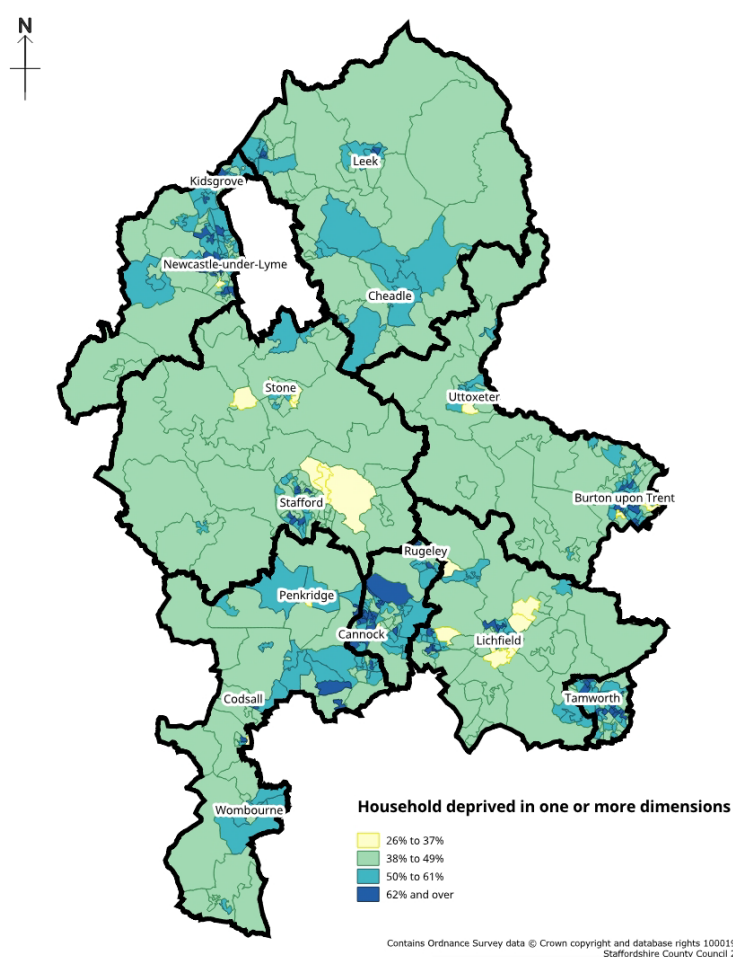 N
Leek
Kidsgrove
Newcastle-under-Lyme
Cheadle
Stone
Uttoxeter
Burton upon Trent
Stafford
Rugeley
Penkridge
Cannock
Lichfield
Codsall
Tamworth
Wombourne
Household deprived in one or more dimensions
26% to 37%
38% to 49%
50% to 61%
62% and over
Contains Ordnance Survey data © Crown copyright and database rights 100019
Staffordshire County Council 2